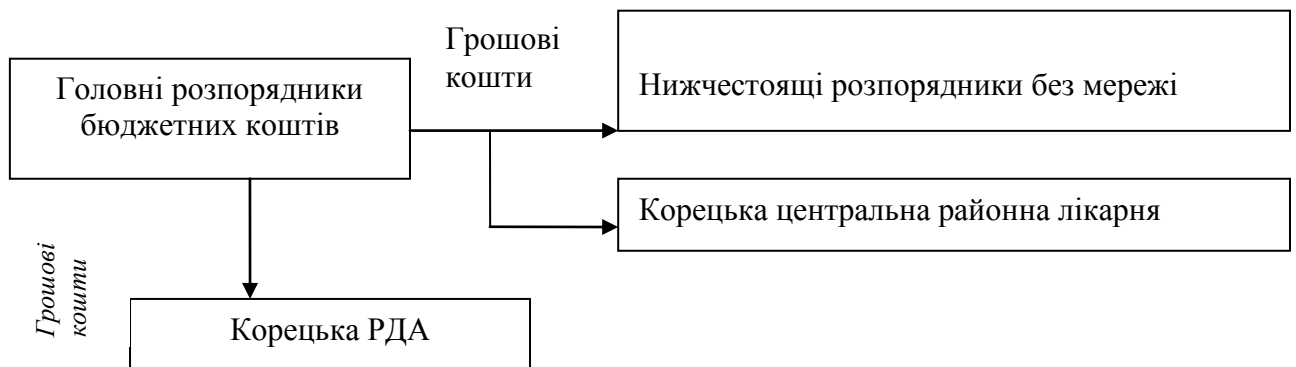 Грошові
кошти
Головні розпорядники
бюджетних коштів
Нижчестоящі розпорядники без мережі
Корецька центральна районна лікарня
Грошові
кошти
Корецька РДА